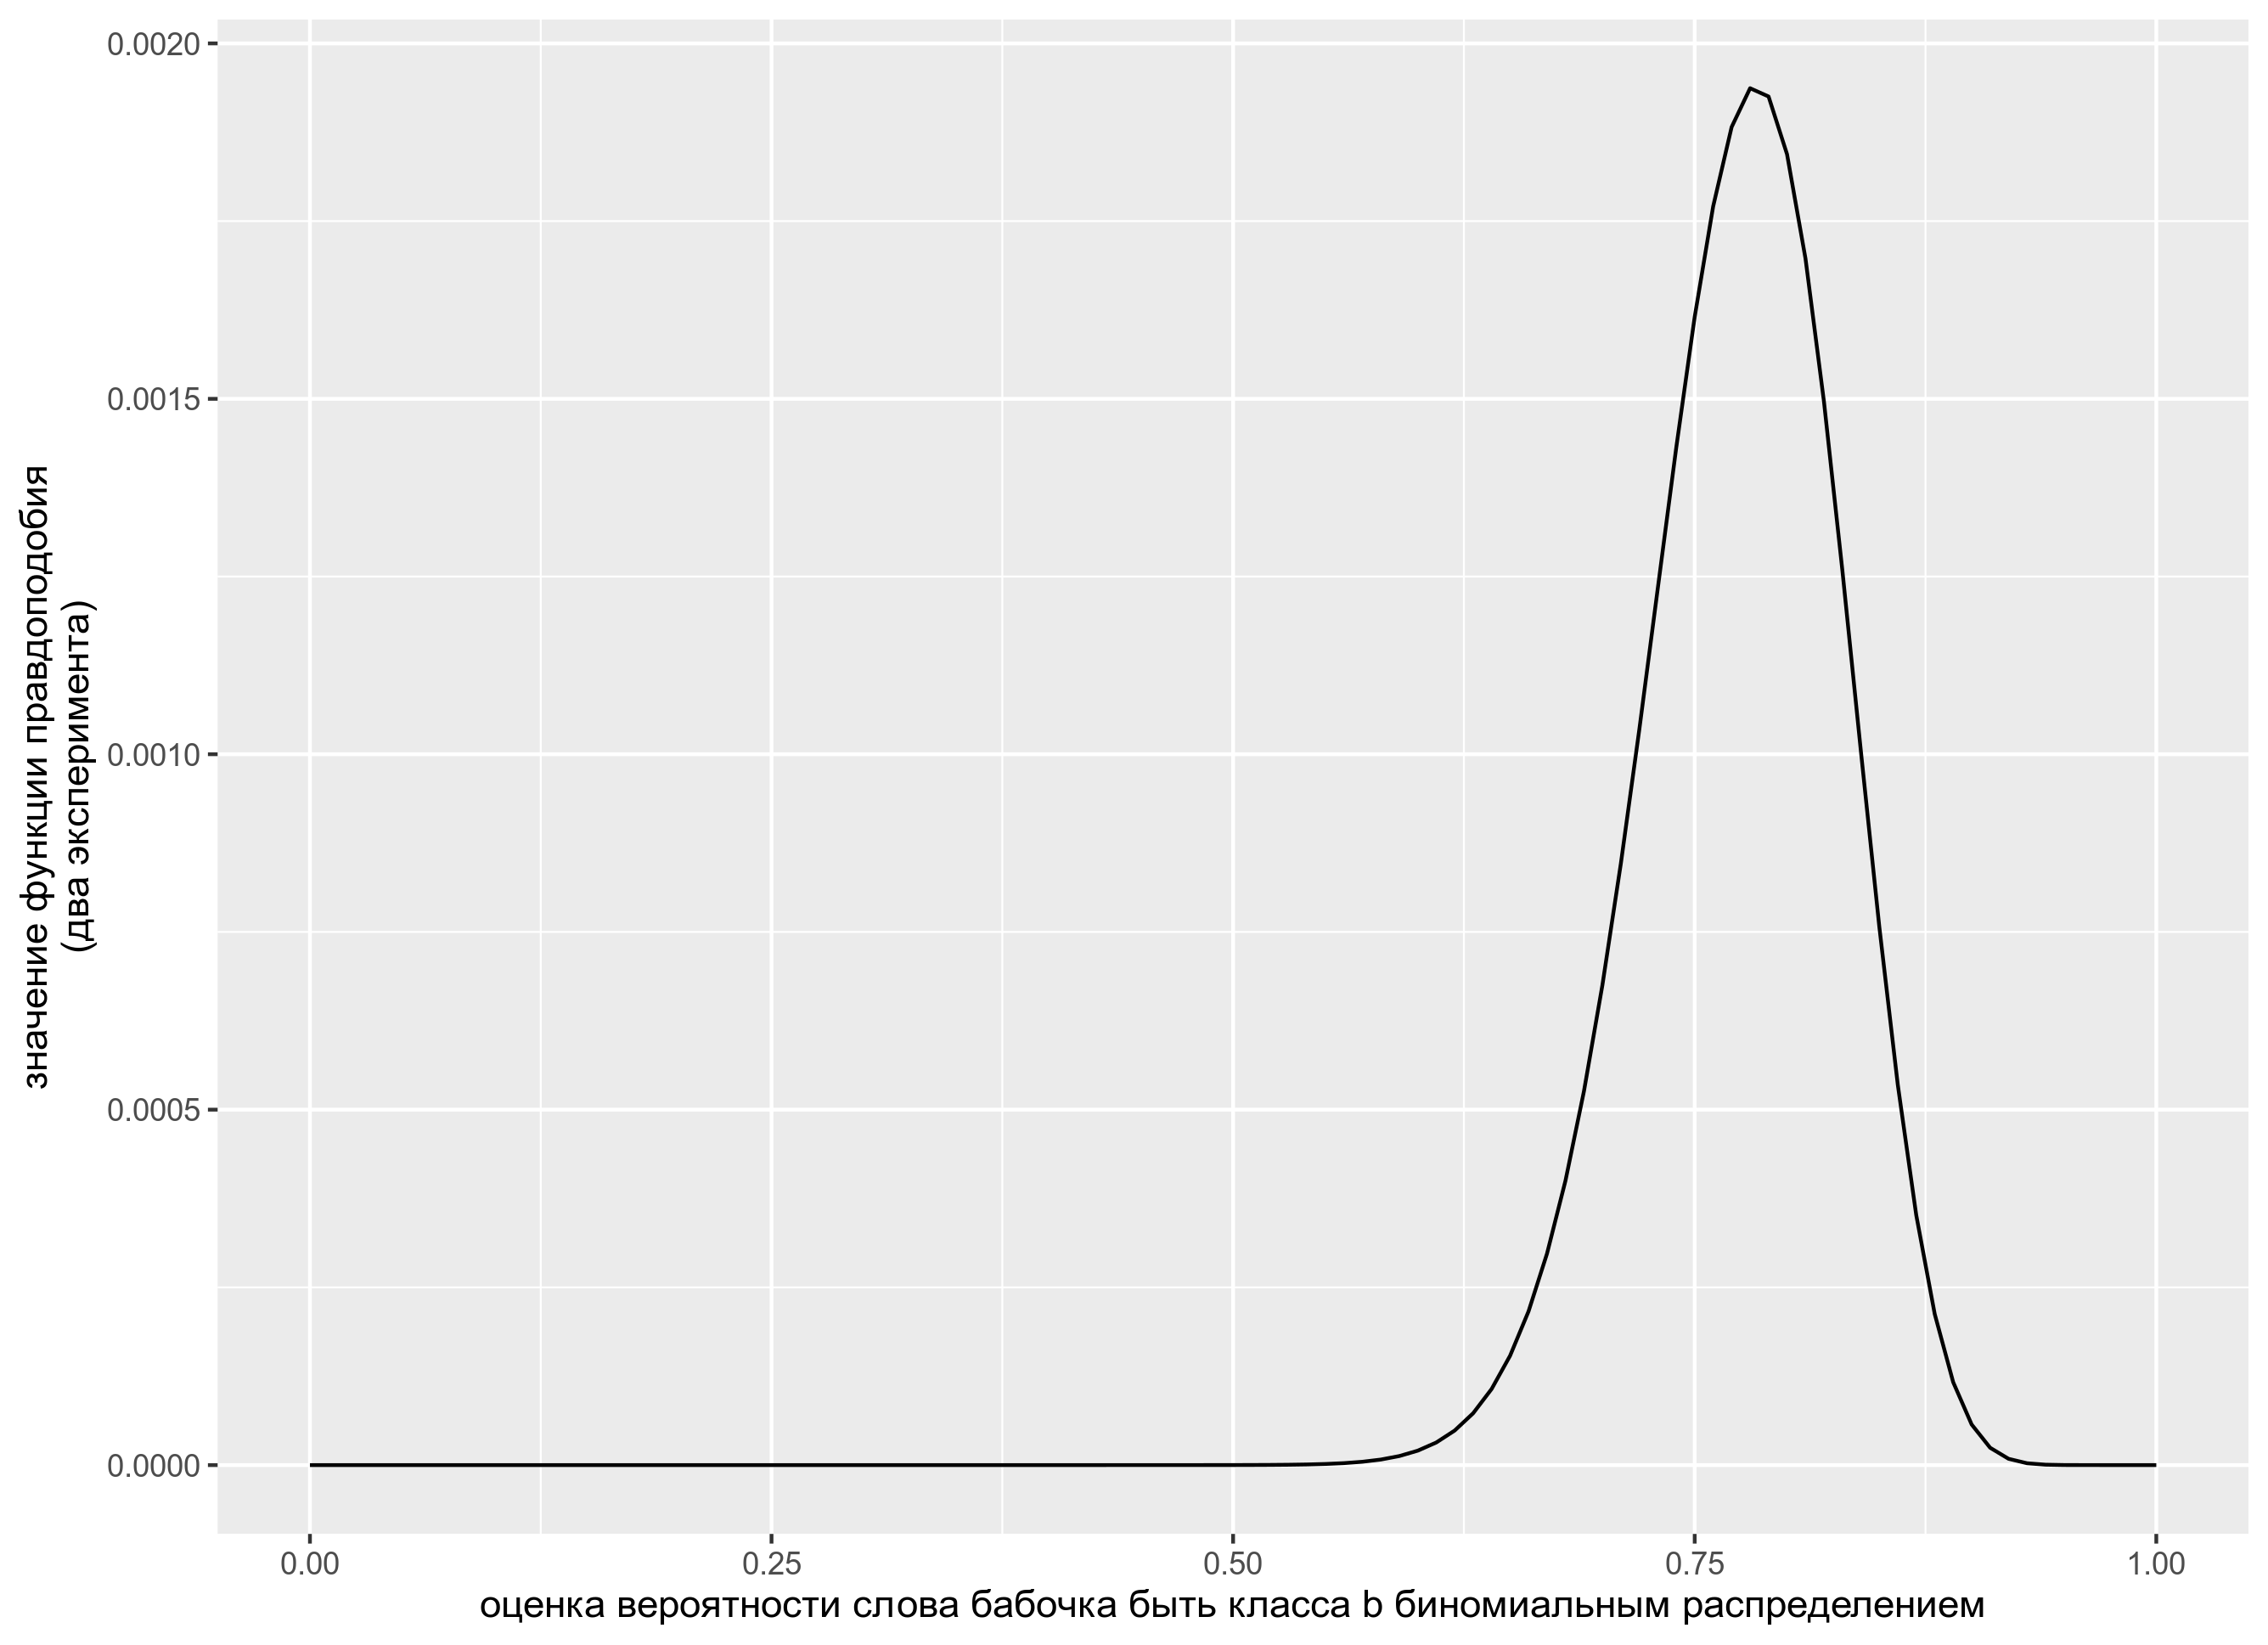 значение функции правдоподобия
(два эксперимента)
0.0020
0.0015
0.0010
0.0005
0.0000
0.00 0.25 0.50 0.75 1.00
оценка вероятности слова бабочка быть класса b биномиальным распределением